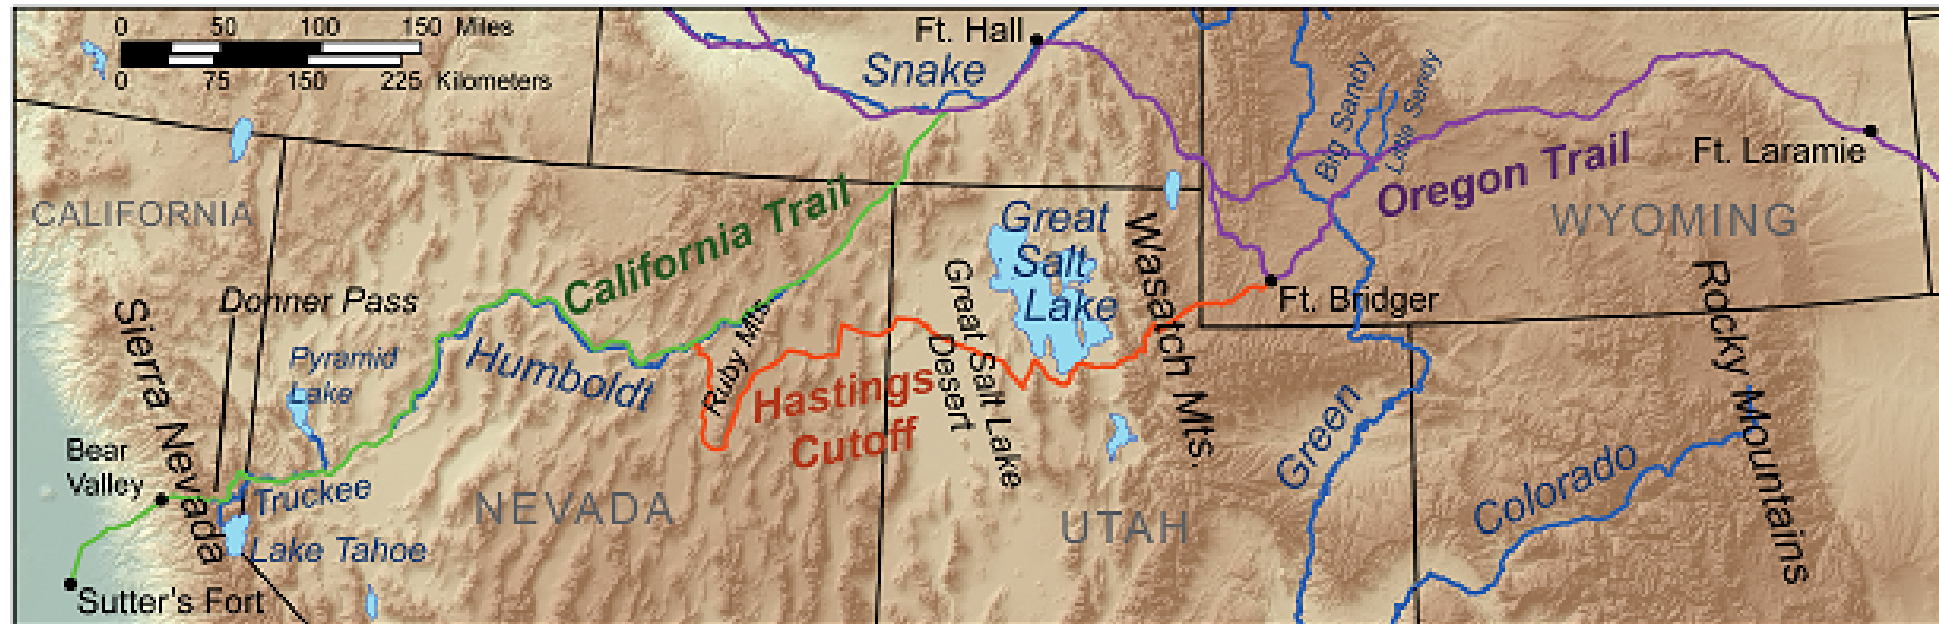 0 50 100 150 Miles
0 75 150 225 Kilometers
Ft. Hall
Snake
Big Sandy
Little Sandy
Ft. Laramie
Oregon Trail
CALIFORNIA
California Trail
Great
Salt
Lake
WYOMING
Wasatch Mts.
Great Salt Lake
Desert
Ft. Bridger
Rocky Mountains
Sierra Nevada
Donner Pass
Pyramid
Lake
Humboldt
Ruby Mts.
Hastings
Cutoff
Green
Colorado
Bear
Valley
Truckee
NEVADA
UTAH
Lake Tahoe
Sutter's Fort